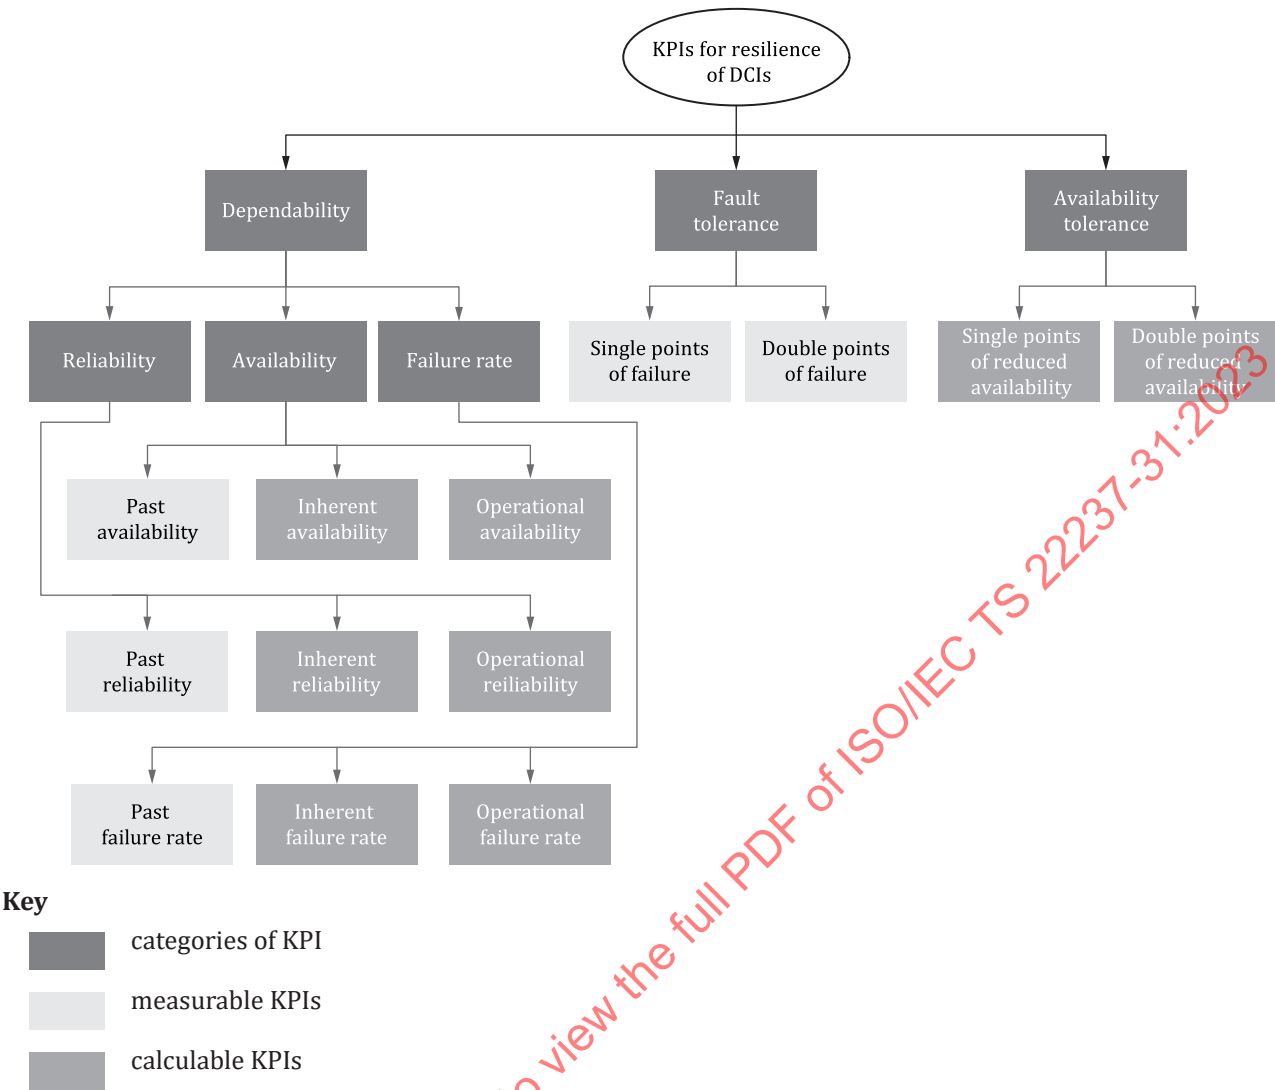 KPIs for resilience
of DCIs
Dependability
Fault
tolerance
Availability
tolerance
Reliability
Availability
Failure rate
Single points
of failure
Double points
of failure
Single points
of reduced
availability
Double points
of reduced
availability
Past
availability
Inherent
availability
Operational
availability
Past
reliability
Inherent
reliability
Operational
reiliability
Past
failure rate
Inherent
failure rate
Operational
failure rate
Key
categories of KPI
measurable KPIs
calculable KPIs
view the full PDF of ISO/IEC TS 22237-31:2023